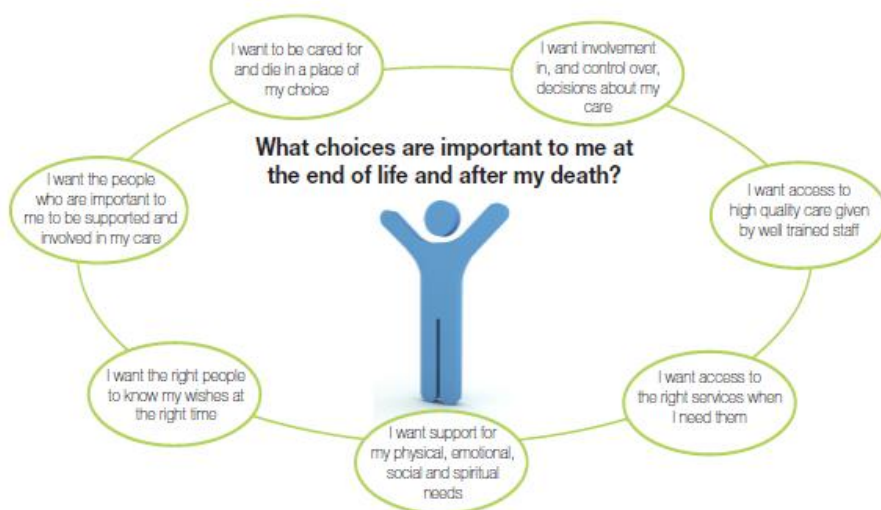 What choices are important to me at
the end of life and after my death?
I want to be cared for
and die in a place of
my choice
I want involvement
in, and control over,
decisions about my
care
I want access to
high quality care given
by well trained staff
I want access to
the right services when
I need them
I want support for
my physical, emotional,
social and spiritual
needs
I want the right people
to know my wishes at
the right time
I want the people
who are important to
me to be supported and
involved in my care